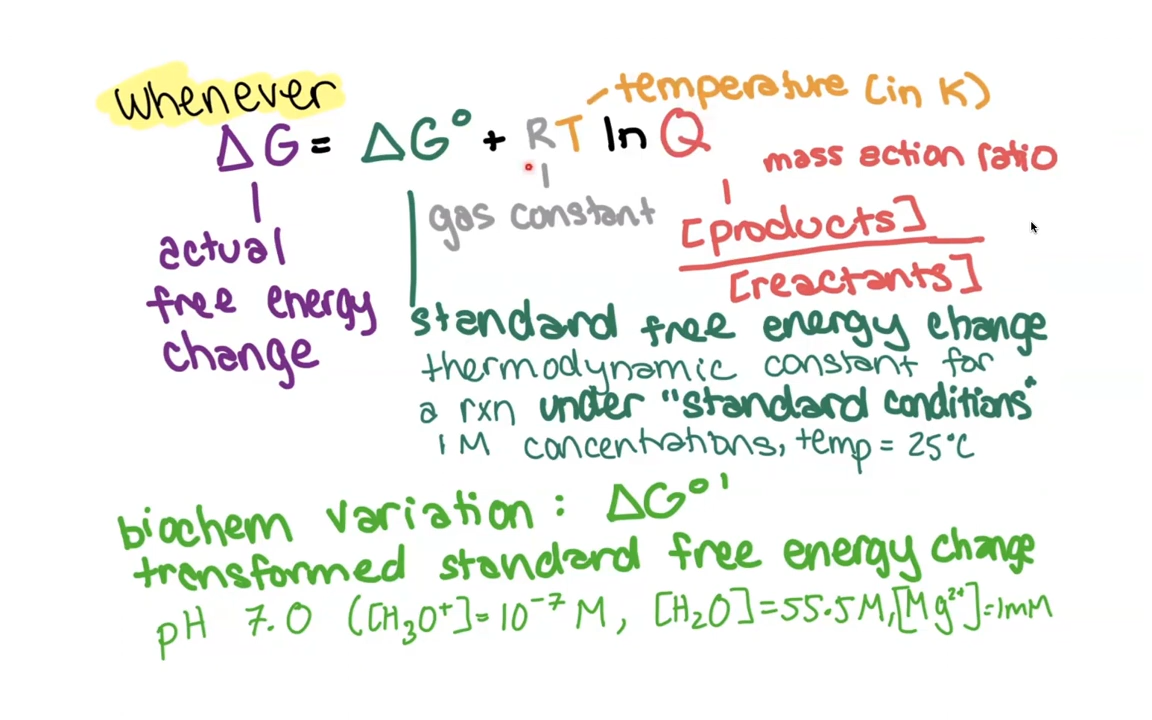 whenever
temperature (in K)
ΔG = ΔG° + RT ln Q
mass action ratio
gas constant
[products]
[reactants]
actual
free energy
change
standard free energy change
thermodynamic constant for
a rxn under "standard conditions"
1 M concentrations, temp = 25°C
biochem variation : ΔG°'
transformed standard free energy change
pH 7.0 ([H₃O⁺]=10⁻⁷ M, [H₂O]=55.5M, [Mg²⁺]=1mM